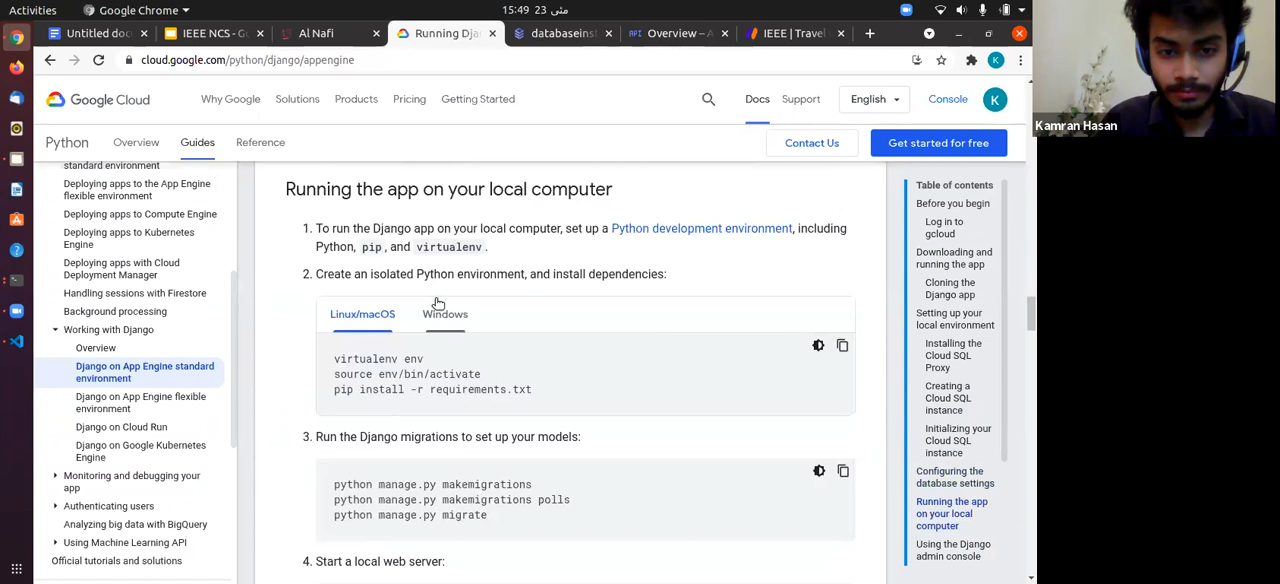 Activities
Google Chrome
15:49 23 مئی
Untitled doc
IEEE NCS - G
Al Nafi
Running Dja
databaseins
Overview – A
IEEE | Travel
cloud.google.com/python/django/appengine
K
Google Cloud
Why Google
Solutions
Products
Pricing
Getting Started
Docs
Support
English
Console
K
Python
Overview
Guides
Reference
Contact Us
Get started for free
standard environment
Deploying apps to the App Engine
flexible environment
Deploying apps to Compute Engine
Deploying apps to Kubernetes
Engine
Deploying apps with Cloud
Deployment Manager
Handling sessions with Firestore
Background processing
Working with Django
Overview
Django on App Engine standard
environment
Django on App Engine flexible
environment
Django on Cloud Run
Django on Google Kubernetes
Engine
Monitoring and debugging your
app
Authenticating users
Analyzing big data with BigQuery
Using Machine Learning API
Official tutorials and solutions
Running the app on your local computer
1. To run the Django app on your local computer, set up a Python development environment, including
Python, pip, and virtualenv.
2. Create an isolated Python environment, and install dependencies:
Linux/macOS
Windows
virtualenv env
source env/bin/activate
pip install -r requirements.txt
3. Run the Django migrations to set up your models:
python manage.py makemigrations
python manage.py makemigrations polls
python manage.py migrate
4. Start a local web server:
Table of contents
Before you begin
Log in to
gcloud
Downloading and
running the app
Cloning the
Django app
Setting up your
local environment
Installing the
Cloud SQL
Proxy
Creating a
Cloud SQL
instance
Initializing your
Cloud SQL
instance
Configuring the
database settings
Running the app
on your local
computer
Using the Django
admin console
Kamran Hasan